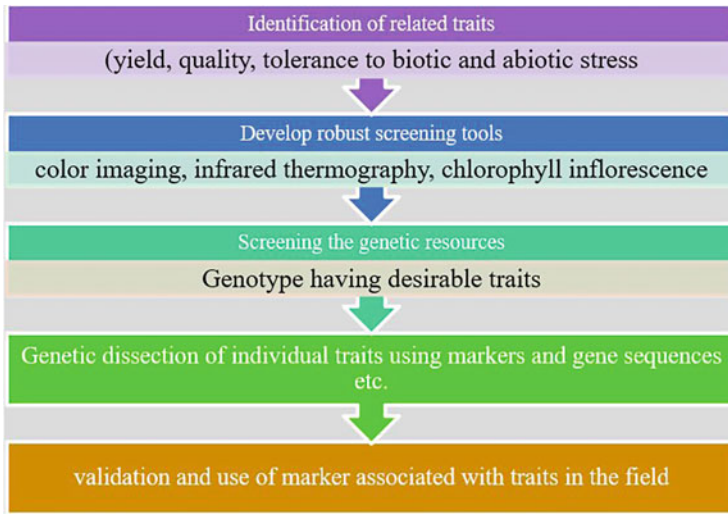 Identification of related traits
(yield, quality, tolerance to biotic and abiotic stress
Develop robust screening tools
color imaging, infrared thermography, chlorophyll inflorescence
Screening the genetic resources
Genotype having desirable traits
Genetic dissection of individual traits using markers and gene sequences
etc.
validation and use of marker associated with traits in the field